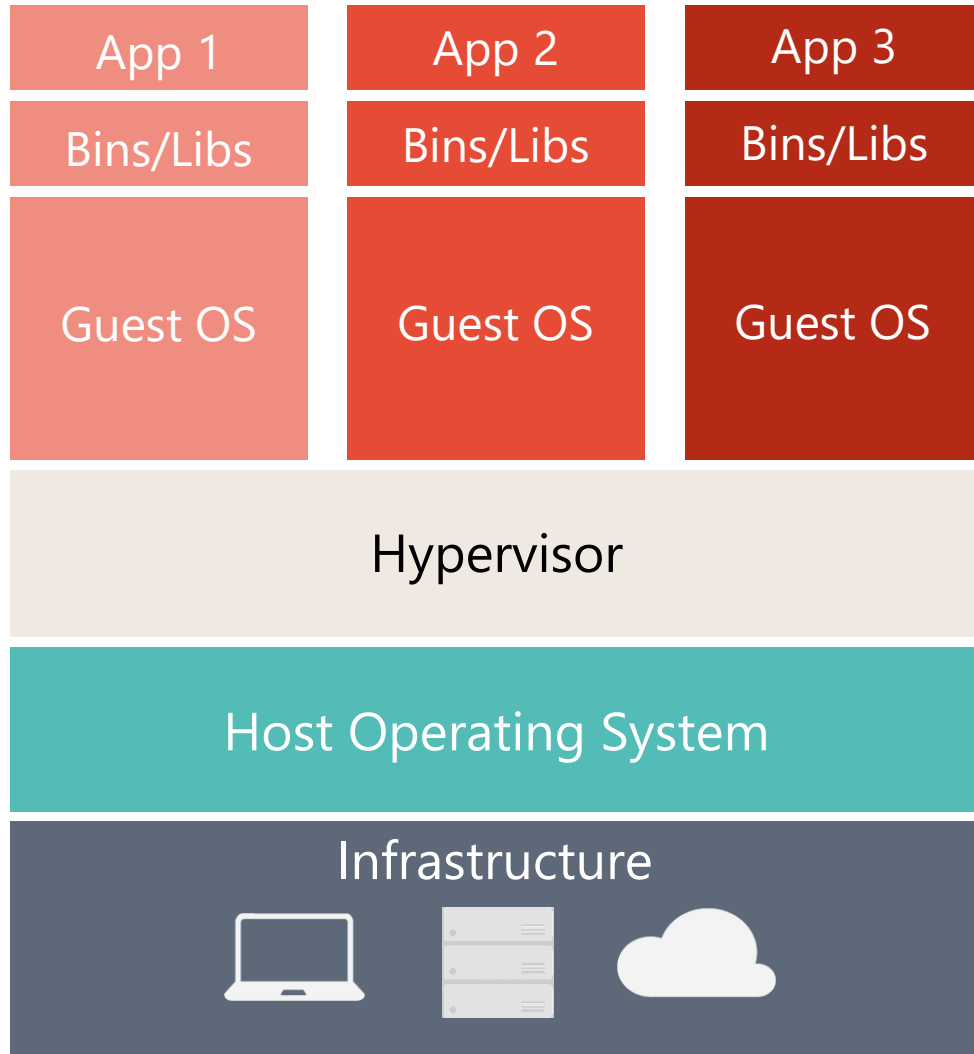 App 1
App 2
App 3
Bins/Libs
Bins/Libs
Bins/Libs
Guest OS
Guest OS
Guest OS
Hypervisor
Host Operating System
Infrastructure